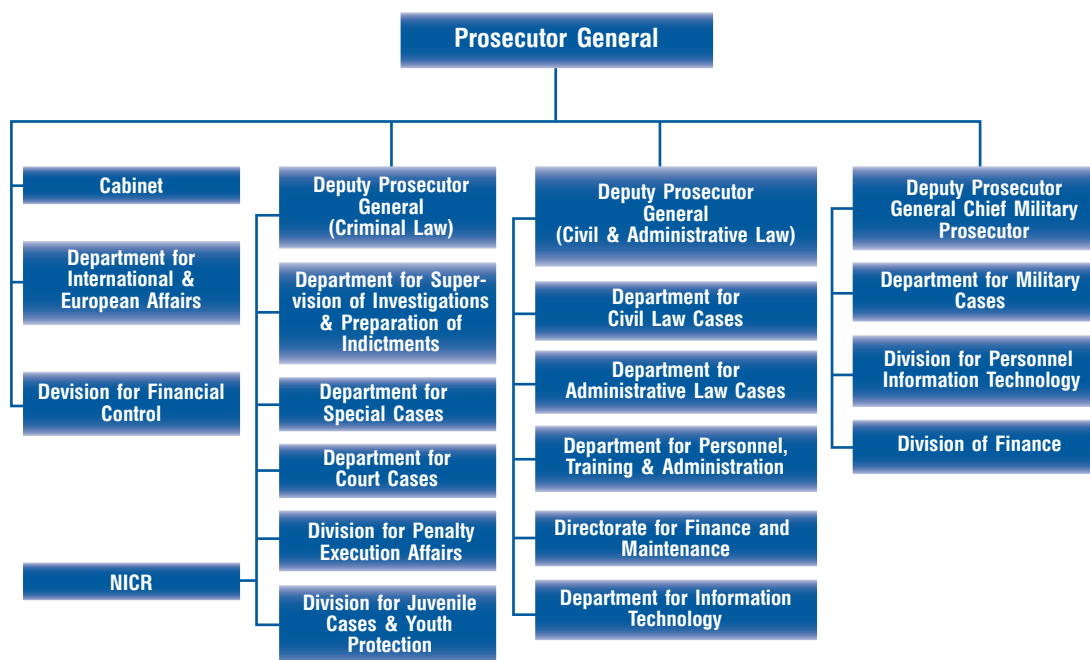 Prosecutor General
Cabinet
Department for
International &
European Affairs
Devision for Financial
Control
NICR
Deputy Prosecutor
General
(Criminal Law)
Department for Super-
vision of Investigations
& Preparation of
Indictments
Department for
Special Cases
Department for
Court Cases
Division for Penalty
Execution Affairs
Division for Juvenile
Cases & Youth
Protection
Deputy Prosecutor
General
(Civil & Administrative Law)
Department for
Civil Law Cases
Department for
Administrative Law Cases
Department for Personnel,
Training & Administration
Directorate for Finance and
Maintenance
Department for Information
Technology
Deputy Prosecutor
General Chief Military
Prosecutor
Department for Military
Cases
Division for Personnel
Information Technology
Division of Finance